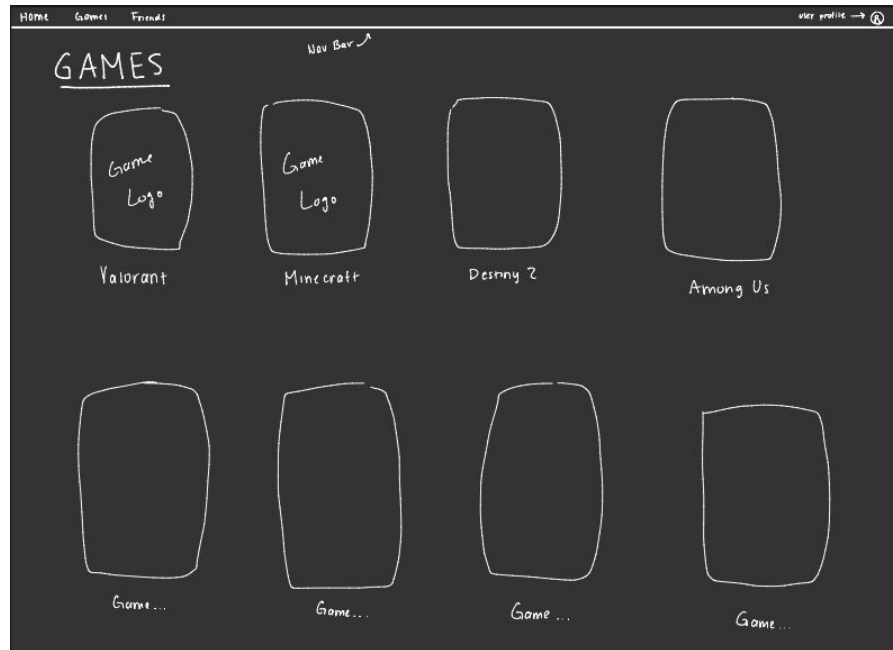 Home Games Friends user profile →
Nav Bar
GAMES
Game
Logo
Game
Logo
Valorant
Minecraft
Destiny 2
Among Us
Game...
Game...
Game...
Game...